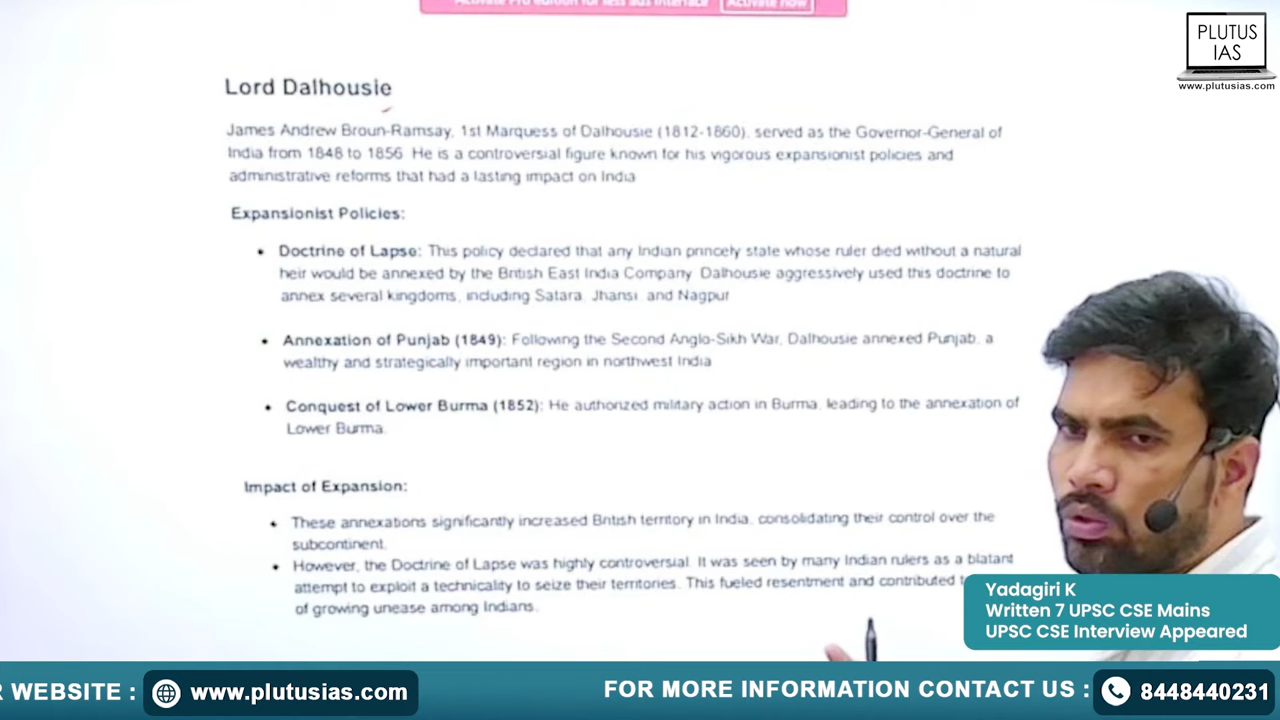 Activate Pro edition for less ads interface Activate now
PLUTUS
IAS
www.plutusias.com
Lord Dalhousie
James Andrew Broun-Ramsay, 1st Marquess of Dalhousie (1812-1860), served as the Governor-General of
India from 1848 to 1856 He is a controversial figure known for his vigorous expansionist policies and
administrative reforms that had a lasting impact on India
Expansionist Policies:
• Doctrine of Lapse: This policy declared that any Indian princely state whose ruler died without a natural
heir would be annexed by the British East India Company. Dalhousie aggressively used this doctrine to
annex several kingdoms, including Satara, Jhansi, and Nagpur
• Annexation of Punjab (1849): Following the Second Anglo-Sikh War, Dalhousie annexed Punjab, a
wealthy and strategically important region in northwest India
• Conquest of Lower Burma (1852): He authorized military action in Burma, leading to the annexation of
Lower Burma.
Impact of Expansion:
• These annexations significantly increased British territory in India, consolidating their control over the
subcontinent.
• However, the Doctrine of Lapse was highly controversial. It was seen by many Indian rulers as a blatant
attempt to exploit a technicality to seize their territories. This fueled resentment and contributed
of growing unease among Indians.
Yadagiri K
Written 7 UPSC CSE Mains
UPSC CSE Interview Appeared
R WEBSITE : www.plutusias.com FOR MORE INFORMATION CONTACT US : 8448440231